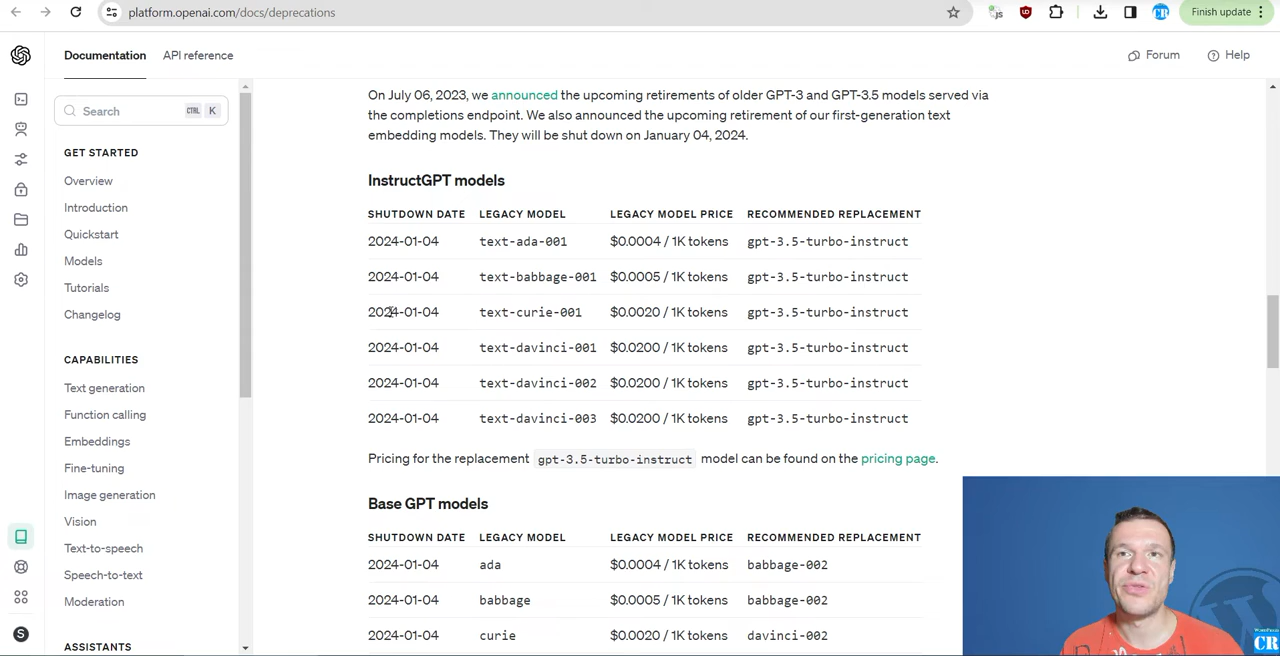 platform.openai.com/docs/deprecations
Finish update
Documentation API reference
Forum Help
Search CTRL K
GET STARTED
Overview
Introduction
Quickstart
Models
Tutorials
Changelog
CAPABILITIES
Text generation
Function calling
Embeddings
Fine-tuning
Image generation
Vision
Text-to-speech
Speech-to-text
Moderation
ASSISTANTS
S
On July 06, 2023, we announced the upcoming retirements of older GPT-3 and GPT-3.5 models served via
the completions endpoint. We also announced the upcoming retirement of our first-generation text
embedding models. They will be shut down on January 04, 2024.
InstructGPT models
SHUTDOWN DATE LEGACY MODEL LEGACY MODEL PRICE RECOMMENDED REPLACEMENT
2024-01-04 text-ada-001 $0.0004 / 1K tokens gpt-3.5-turbo-instruct
2024-01-04 text-babbage-001 $0.0005 / 1K tokens gpt-3.5-turbo-instruct
2024-01-04 text-curie-001 $0.0020 / 1K tokens gpt-3.5-turbo-instruct
2024-01-04 text-davinci-001 $0.0200 / 1K tokens gpt-3.5-turbo-instruct
2024-01-04 text-davinci-002 $0.0200 / 1K tokens gpt-3.5-turbo-instruct
2024-01-04 text-davinci-003 $0.0200 / 1K tokens gpt-3.5-turbo-instruct
Pricing for the replacement gpt-3.5-turbo-instruct model can be found on the pricing page.
Base GPT models
SHUTDOWN DATE LEGACY MODEL LEGACY MODEL PRICE RECOMMENDED REPLACEMENT
2024-01-04 ada $0.0004 / 1K tokens babbage-002
2024-01-04 babbage $0.0005 / 1K tokens babbage-002
2024-01-04 curie $0.0020 / 1K tokens davinci-002
CR